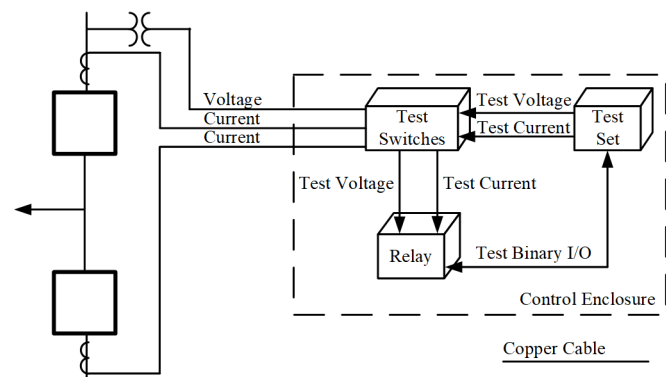 Voltage
Current
Current
Test
Switches
Test Voltage
Test Current
Test
Set
Test Voltage
Test Current
Relay
Test Binary I/O
Control Enclosure
Copper Cable